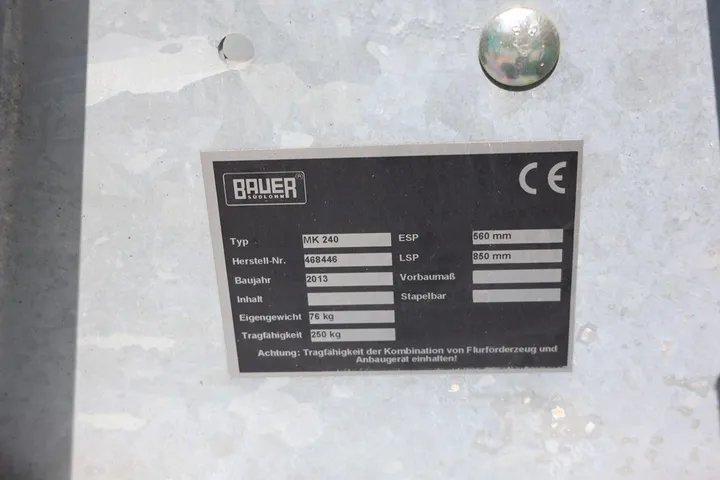 BAUER ®
SÜDLOHN
CE
Typ MK 240 ESP 560 mm
Herstell-Nr. 468446 LSP 850 mm
Baujahr 2013 Vorbaumaß
Inhalt Stapelbar
Eigengewicht 76 kg
Tragfähigkeit 250 kg
Achtung: Tragfähigkeit der Kombination von Flurförderzeug und
Anbaugerät einhalten!